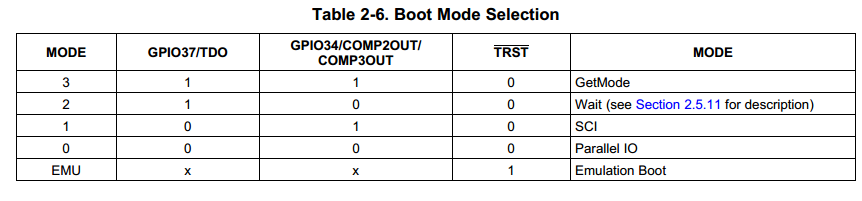 Table 2-6. Boot Mode Selection
MODE GPIO37/TDO GPIO34/COMP2OUT/ TRST MODE
COMP3OUT
3 1 1 0 GetMode
2 1 0 0 Wait (see Section 2.5.11 for description)
1 0 1 0 SCI
0 0 0 0 Parallel IO
EMU x x 1 Emulation Boot